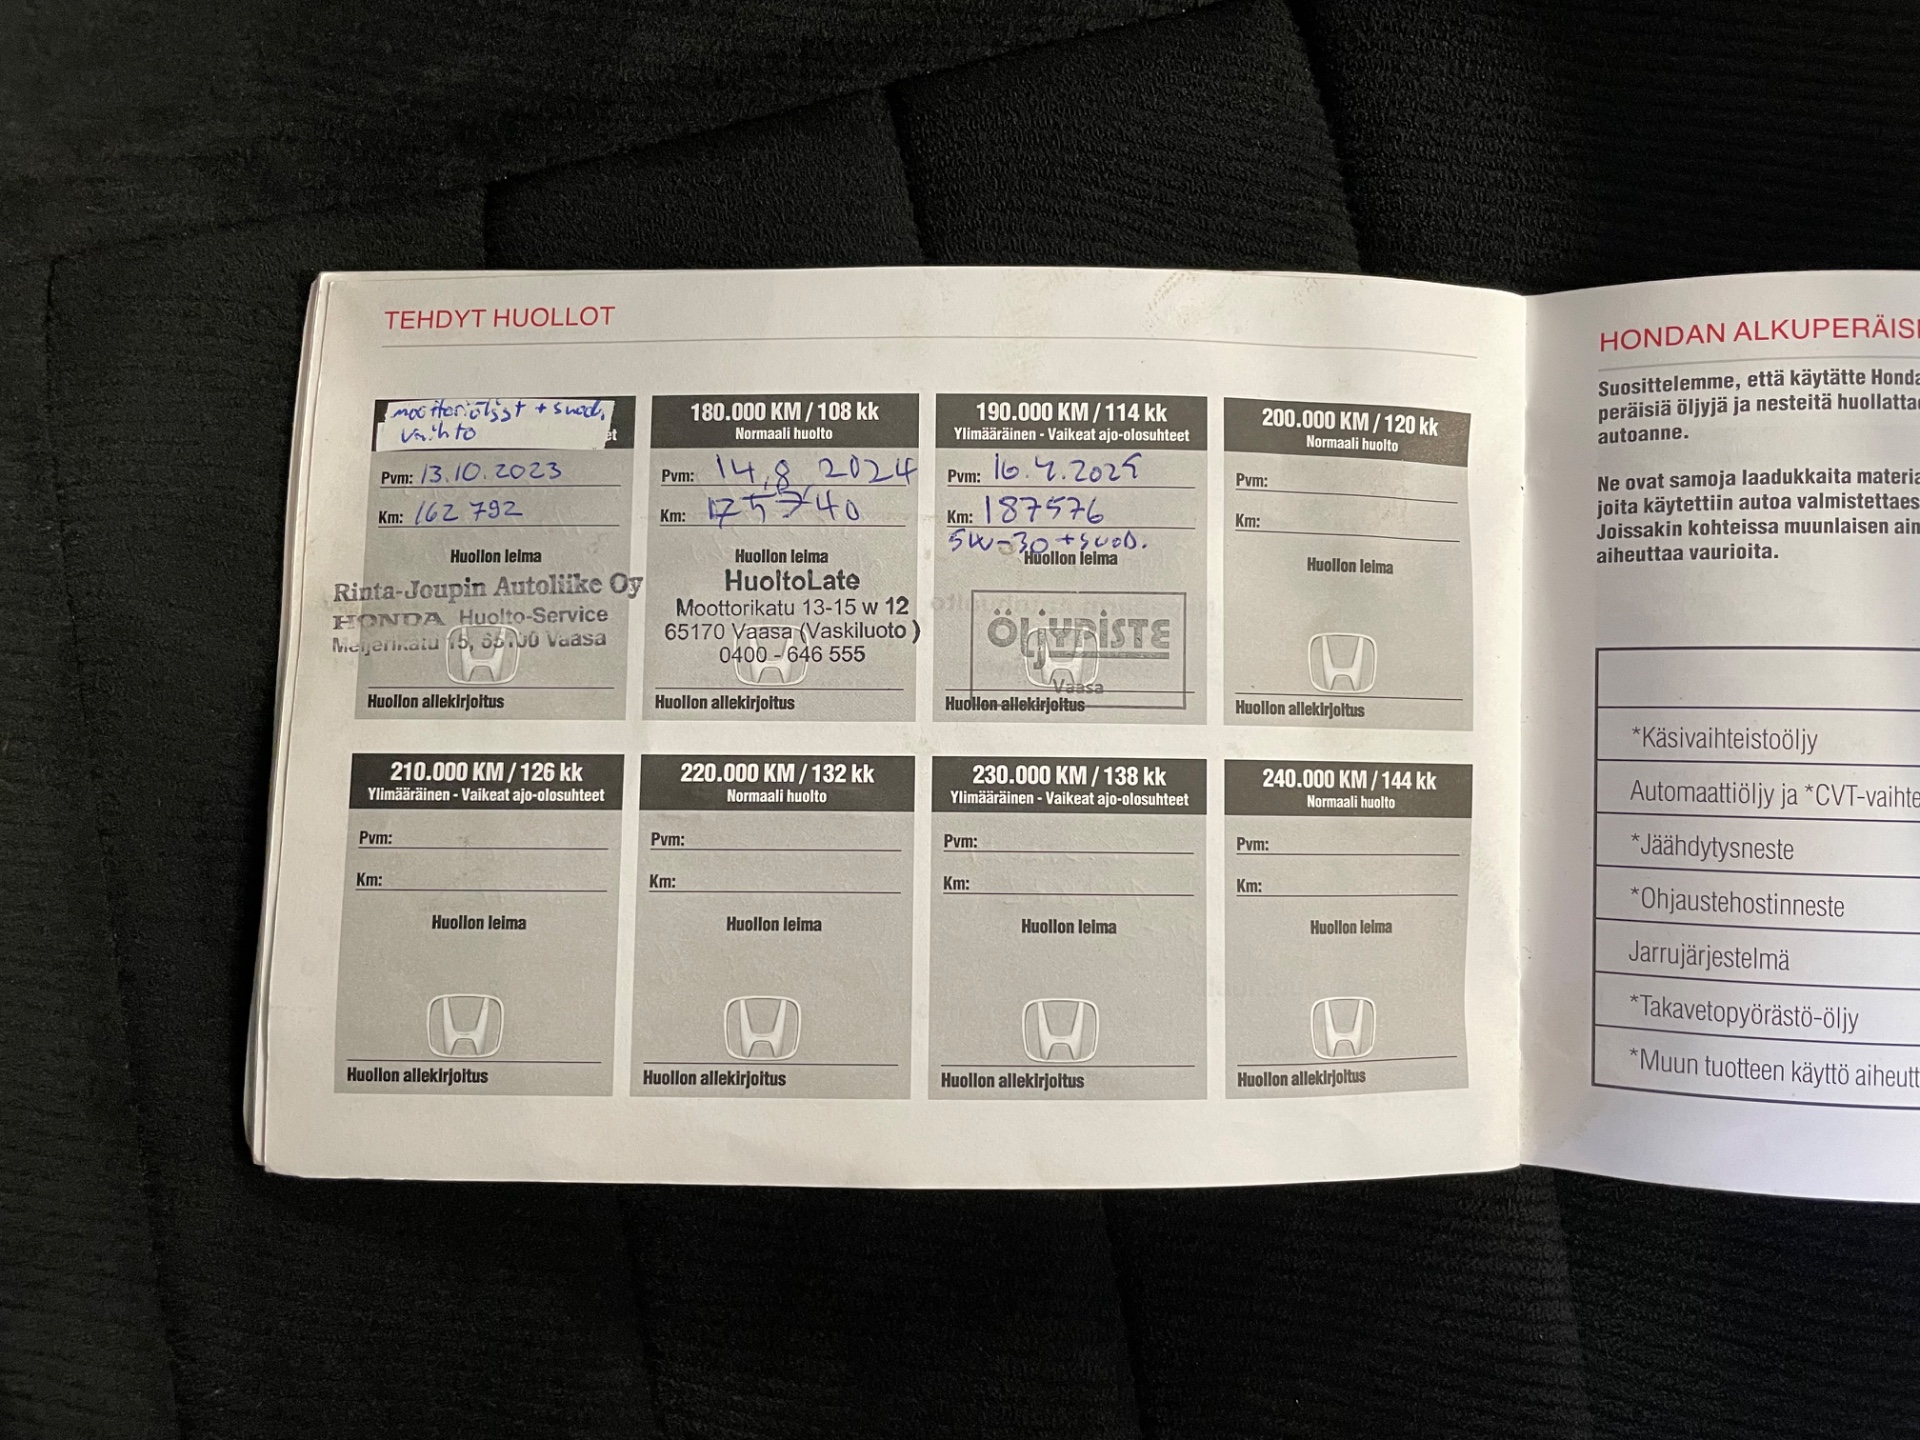 TEHDYT HUOLLOT
moottoriöljyt + suod.
vaihto
et
Pvm: 13.10.2023
Km: 162 792
Huollon leima
Rinta-Joupin Autoliike Oy
HONDA Huolto-Service
Meijerikatu 15, 65100 Vaasa
Huollon allekirjoitus
180.000 KM / 108 kk
Normaali huolto
Pvm: 14.8 2024
Km: 175740
Huollon leima
HuoltoLate
Moottorikatu 13-15 w 12
65170 Vaasa (Vaskiluoto)
0400 - 646 555
Huollon allekirjoitus
190.000 KM / 114 kk
Ylimääräinen - Vaikeat ajo-olosuhteet
Pvm:
Km: 187576
5W-30 + SUOD.
Huollon leima
ÖLJYPISTE
Vaasa
Huollon allekirjoitus
200.000 KM / 120 kk
Normaali huolto
Pvm:
Km:
Huollon leima
Huollon allekirjoitus
210.000 KM / 126 kk
Ylimääräinen - Vaikeat ajo-olosuhteet
Pvm:
Km:
Huollon leima
Huollon allekirjoitus
220.000 KM / 132 kk
Normaali huolto
Pvm:
Km:
Huollon leima
Huollon allekirjoitus
230.000 KM / 138 kk
Ylimääräinen - Vaikeat ajo-olosuhteet
Pvm:
Km:
Huollon leima
Huollon allekirjoitus
240.000 KM / 144 kk
Normaali huolto
Pvm:
Km:
Huollon leima
Huollon allekirjoitus
HONDAN ALKUPERÄIS
Suosittelemme, että käytätte Honda
peräisiä öljyjä ja nesteitä huollatta
autoanne.
Ne ovat samoja laadukkaita materia
joita käytettiin autoa valmistettaes
Joissakin kohteissa muunlaisen ain
aiheuttaa vaurioita.
*Käsivaihteistoöljy
Automaattiöljy ja *CVT-vaihte
*Jäähdytysneste
*Ohjaustehostinneste
Jarrujärjestelmä
*Takavetopyörästö-öljy
*Muun tuotteen käyttö aiheutt